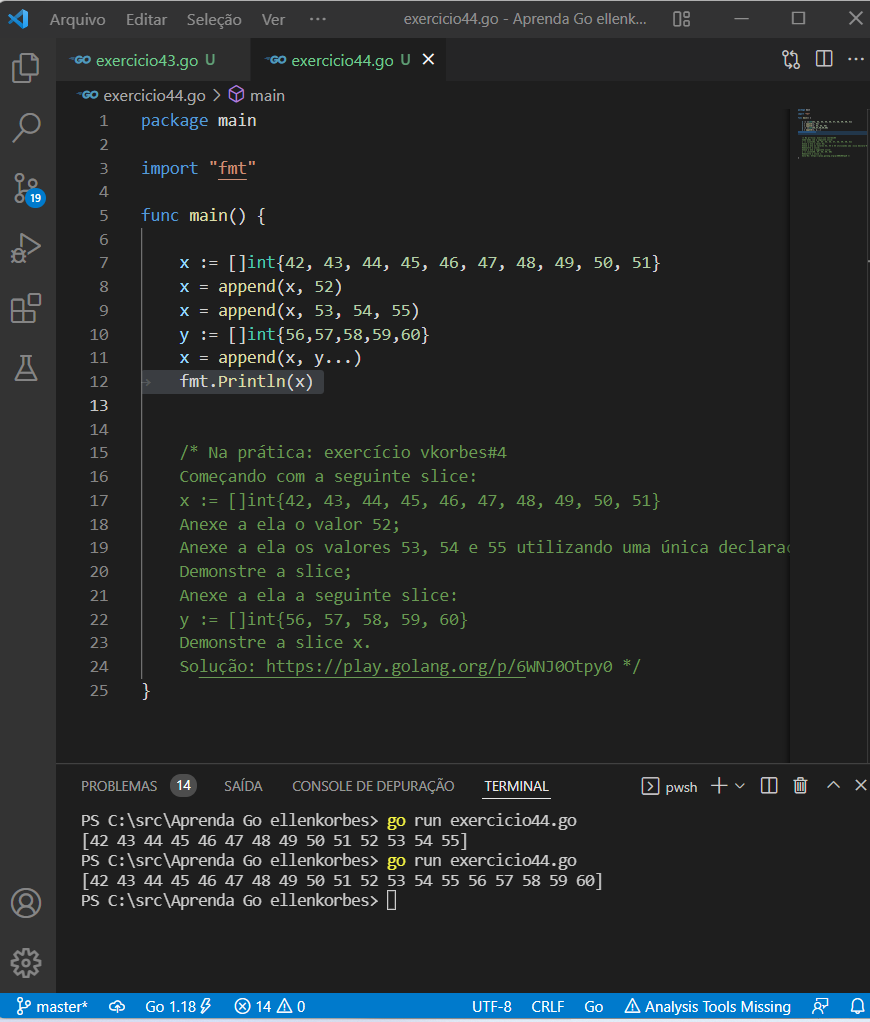 Arquivo Editar Seleção Ver ··· exercicio44.go - Aprenda Go ellenk...
GO exercicio43.go U GO exercicio44.go U
GO exercicio44.go > main
1 package main
2
3 import "fmt"
4
5 func main() {
6
7 x := []int{42, 43, 44, 45, 46, 47, 48, 49, 50, 51}
8 x = append(x, 52)
9 x = append(x, 53, 54, 55)
10 y := []int{56,57,58,59,60}
11 x = append(x, y...)
12 fmt.Println(x)
13
14
15 /* Na prática: exercício vkorbes#4
16 Começando com a seguinte slice:
17 x := []int{42, 43, 44, 45, 46, 47, 48, 49, 50, 51}
18 Anexe a ela o valor 52;
19 Anexe a ela os valores 53, 54 e 55 utilizando uma única declaraç
20 Demonstre a slice;
21 Anexe a ela a seguinte slice:
22 y := []int{56, 57, 58, 59, 60}
23 Demonstre a slice x.
24 Solução: https://play.golang.org/p/6WNJ0Otpy0 */
25 }
19
PROBLEMAS 14 SAÍDA CONSOLE DE DEPURAÇÃO TERMINAL pwsh
PS C:\src\Aprenda Go ellenkorbes> go run exercicio44.go
[42 43 44 45 46 47 48 49 50 51 52 53 54 55]
PS C:\src\Aprenda Go ellenkorbes> go run exercicio44.go
[42 43 44 45 46 47 48 49 50 51 52 53 54 55 56 57 58 59 60]
PS C:\src\Aprenda Go ellenkorbes>
master* Go 1.18 14 0 UTF-8 CRLF Go Analysis Tools Missing